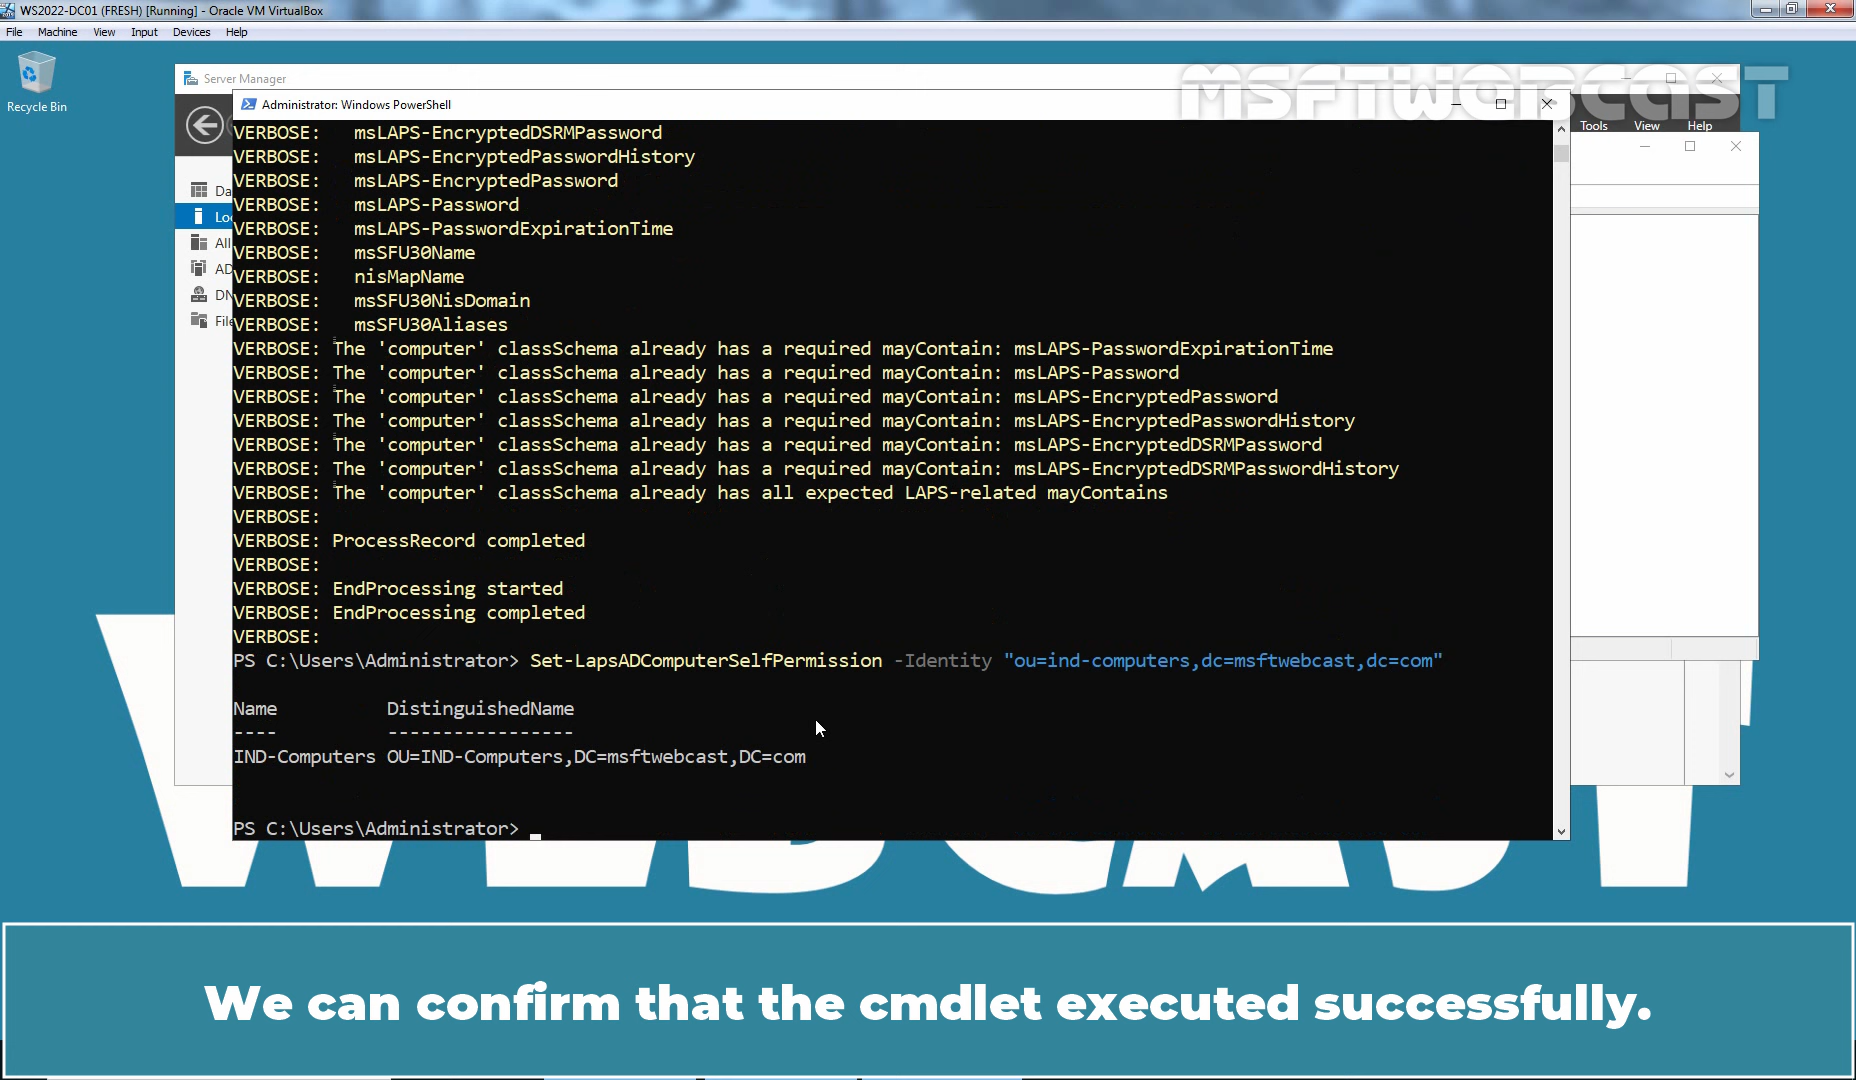 WS2022-DC01 (FRESH) [Running] - Oracle VM VirtualBox
File Machine View Input Devices Help
Recycle Bin
Server Manager
MSFTWEBCAST
Administrator: Windows PowerShell
Tools View Help
Da
Loc
All
AD
DN
File
VERBOSE:   msLAPS-EncryptedDSRMPassword
VERBOSE:   msLAPS-EncryptedPasswordHistory
VERBOSE:   msLAPS-EncryptedPassword
VERBOSE:   msLAPS-Password
VERBOSE:   msLAPS-PasswordExpirationTime
VERBOSE:   msSFU30Name
VERBOSE:   nisMapName
VERBOSE:   msSFU30NisDomain
VERBOSE:   msSFU30Aliases
VERBOSE: The 'computer' classSchema already has a required mayContain: msLAPS-PasswordExpirationTime
VERBOSE: The 'computer' classSchema already has a required mayContain: msLAPS-Password
VERBOSE: The 'computer' classSchema already has a required mayContain: msLAPS-EncryptedPassword
VERBOSE: The 'computer' classSchema already has a required mayContain: msLAPS-EncryptedPasswordHistory
VERBOSE: The 'computer' classSchema already has a required mayContain: msLAPS-EncryptedDSRMPassword
VERBOSE: The 'computer' classSchema already has a required mayContain: msLAPS-EncryptedDSRMPasswordHistory
VERBOSE: The 'computer' classSchema already has all expected LAPS-related mayContains
VERBOSE:
VERBOSE: ProcessRecord completed
VERBOSE:
VERBOSE: EndProcessing started
VERBOSE: EndProcessing completed
VERBOSE:
PS C:\Users\Administrator> Set-LapsADComputerSelfPermission -Identity "ou=ind-computers,dc=msftwebcast,dc=com"
Name          DistinguishedName
----          -----------------
IND-Computers OU=IND-Computers,DC=msftwebcast,DC=com
PS C:\Users\Administrator>
We can confirm that the cmdlet executed successfully.